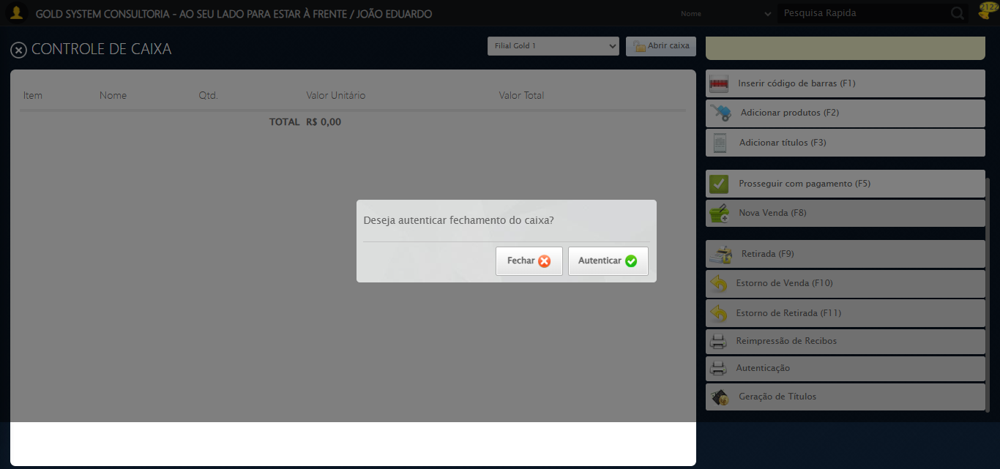 GOLD SYSTEM CONSULTORIA - AO SEU LADO PARA ESTAR À FRENTE / JOÃO EDUARDO
Nome
Pesquisa Rapida
2122
CONTROLE DE CAIXA
Filial Gold 1
Abrir caixa
Item Nome Qtd. Valor Unitário Valor Total
TOTAL R$ 0,00
Deseja autenticar fechamento do caixa?
Fechar
Autenticar
Inserir código de barras (F1)
Adicionar produtos (F2)
Adicionar títulos (F3)
Prosseguir com pagamento (F5)
Nova Venda (F8)
Retirada (F9)
Estorno de Venda (F10)
Estorno de Retirada (F11)
Reimpressão de Recibos
Autenticação
Geração de Títulos